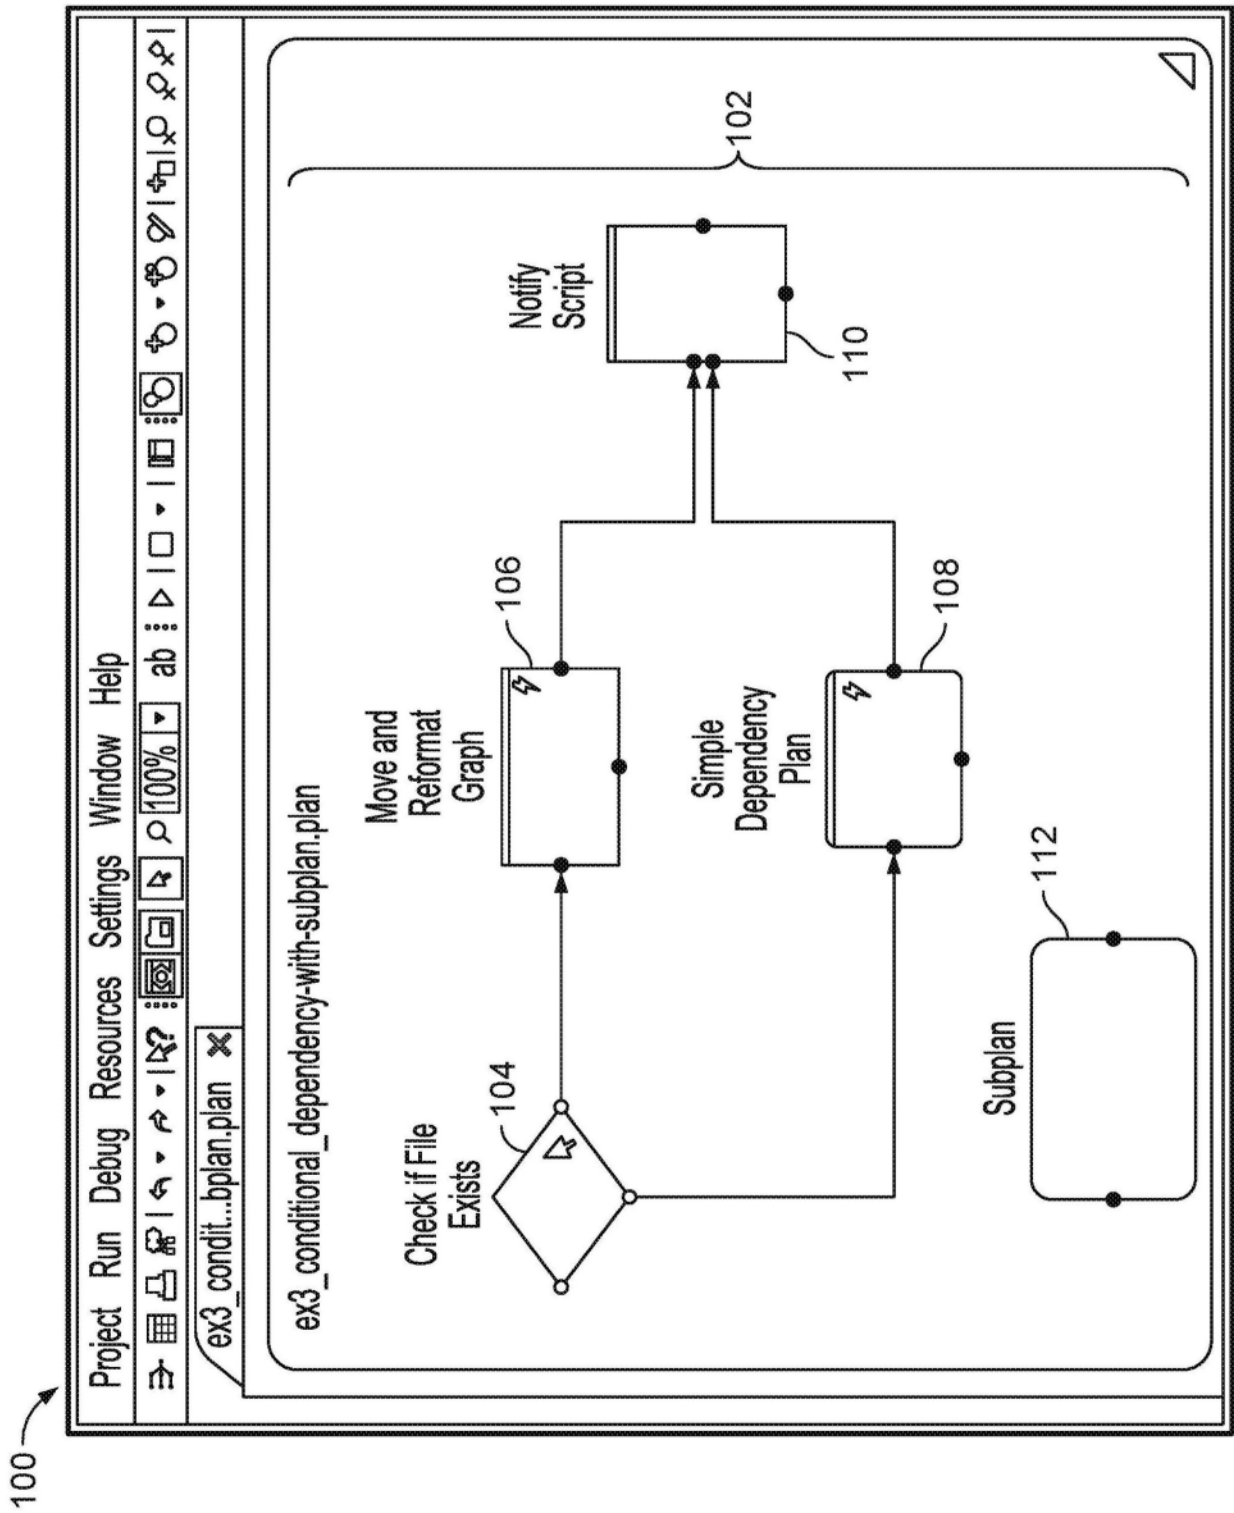 100
Project Run Debug Resources Settings Window Help
100% ab
ex3_condit...bplan.plan
ex3_conditional_dependency-with-subplan.plan
Check if File
Exists
104
Move and
Reformat
Graph
106
Notify
Script
110
102
Simple
Dependency
Plan
108
Subplan
112